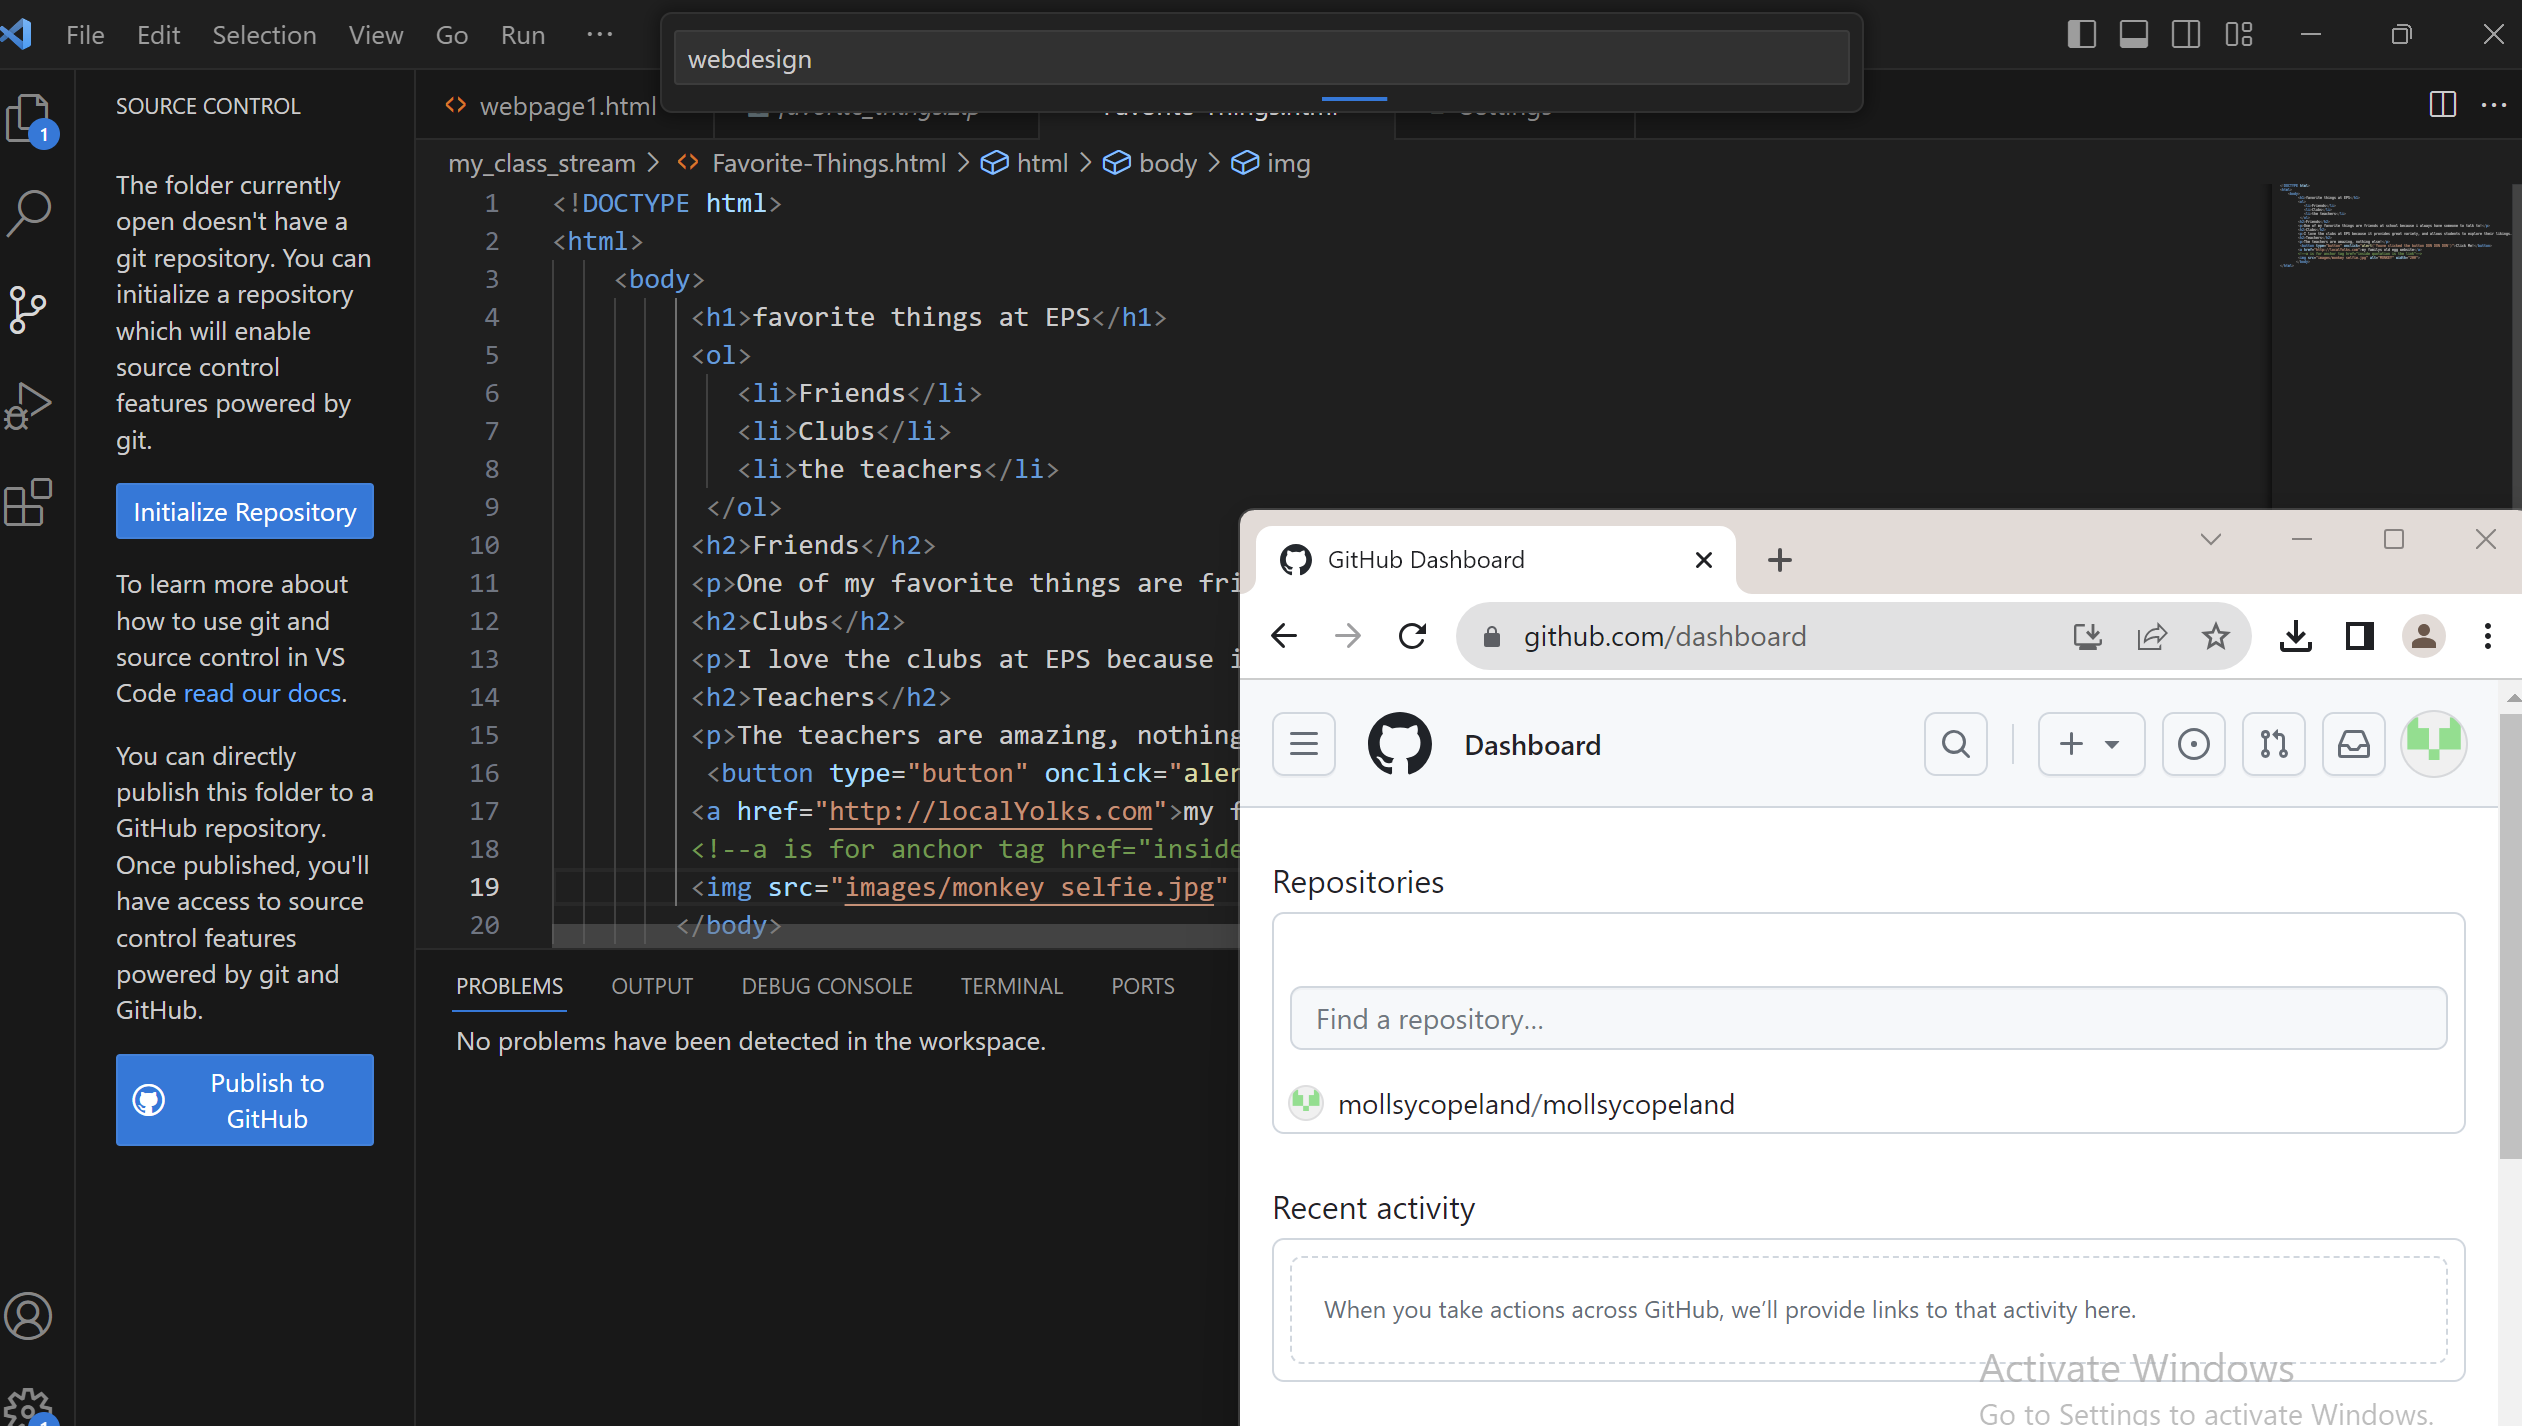 File Edit Selection View Go Run ...
webdesign
SOURCE CONTROL
The folder currently
open doesn't have a
git repository. You can
initialize a repository
which will enable
source control
features powered by
git.
Initialize Repository
To learn more about
how to use git and
source control in VS
Code read our docs.
You can directly
publish this folder to a
GitHub repository.
Once published, you'll
have access to source
control features
powered by git and
GitHub.
Publish to
GitHub
1
webpage1.html
my_class_stream > Favorite-Things.html > html > body > img
1 <!DOCTYPE html>
2 <html>
3 <body>
4 <h1>favorite things at EPS</h1>
5 <ol>
6 <li>Friends</li>
7 <li>Clubs</li>
8 <li>the teachers</li>
9 </ol>
10 <h2>Friends</h2>
11 <p>One of my favorite things are fri
12 <h2>Clubs</h2>
13 <p>I love the clubs at EPS because i
14 <h2>Teachers</h2>
15 <p>The teachers are amazing, nothing
16 <button type="button" onclick="aler
17 <a href="http://localYolks.com">my f
18 <!--a is for anchor tag href="inside
19 <img src="images/monkey selfie.jpg"
20 </body>
PROBLEMS OUTPUT DEBUG CONSOLE TERMINAL PORTS
No problems have been detected in the workspace.
GitHub Dashboard
github.com/dashboard
Dashboard
Repositories
Find a repository...
mollsycopeland/mollsycopeland
Recent activity
When you take actions across GitHub, we'll provide links to that activity here.
Activate Windows
Go to Settings to activate Windows.